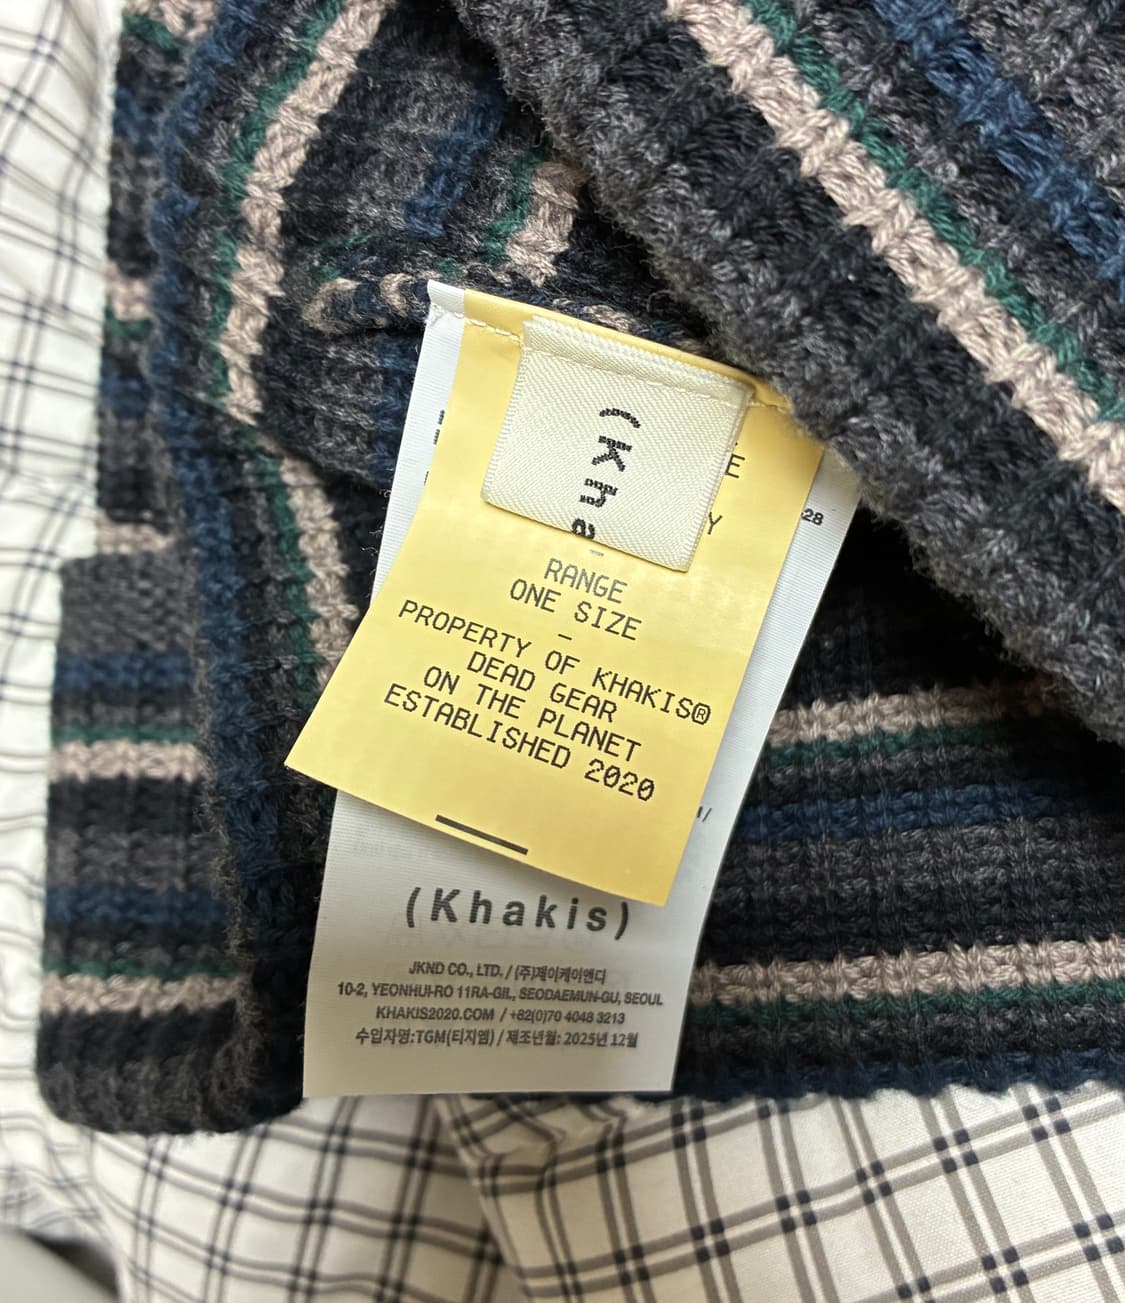 (Kha
E
Y
28
RANGE
ONE SIZE
–
PROPERTY OF KHAKIS®
DEAD GEAR
ON THE PLANET
ESTABLISHED 2020
(Khakis)
JKND CO., LTD. / (주)제이케이앤디
10-2, YEONHUI-RO 11RA-GIL, SEODAEMUN-GU, SEOUL
KHAKIS2020.COM / +82(0)70 4048 3213
수입자명:TGM(티지엠) / 제조년월: 2025년 12월